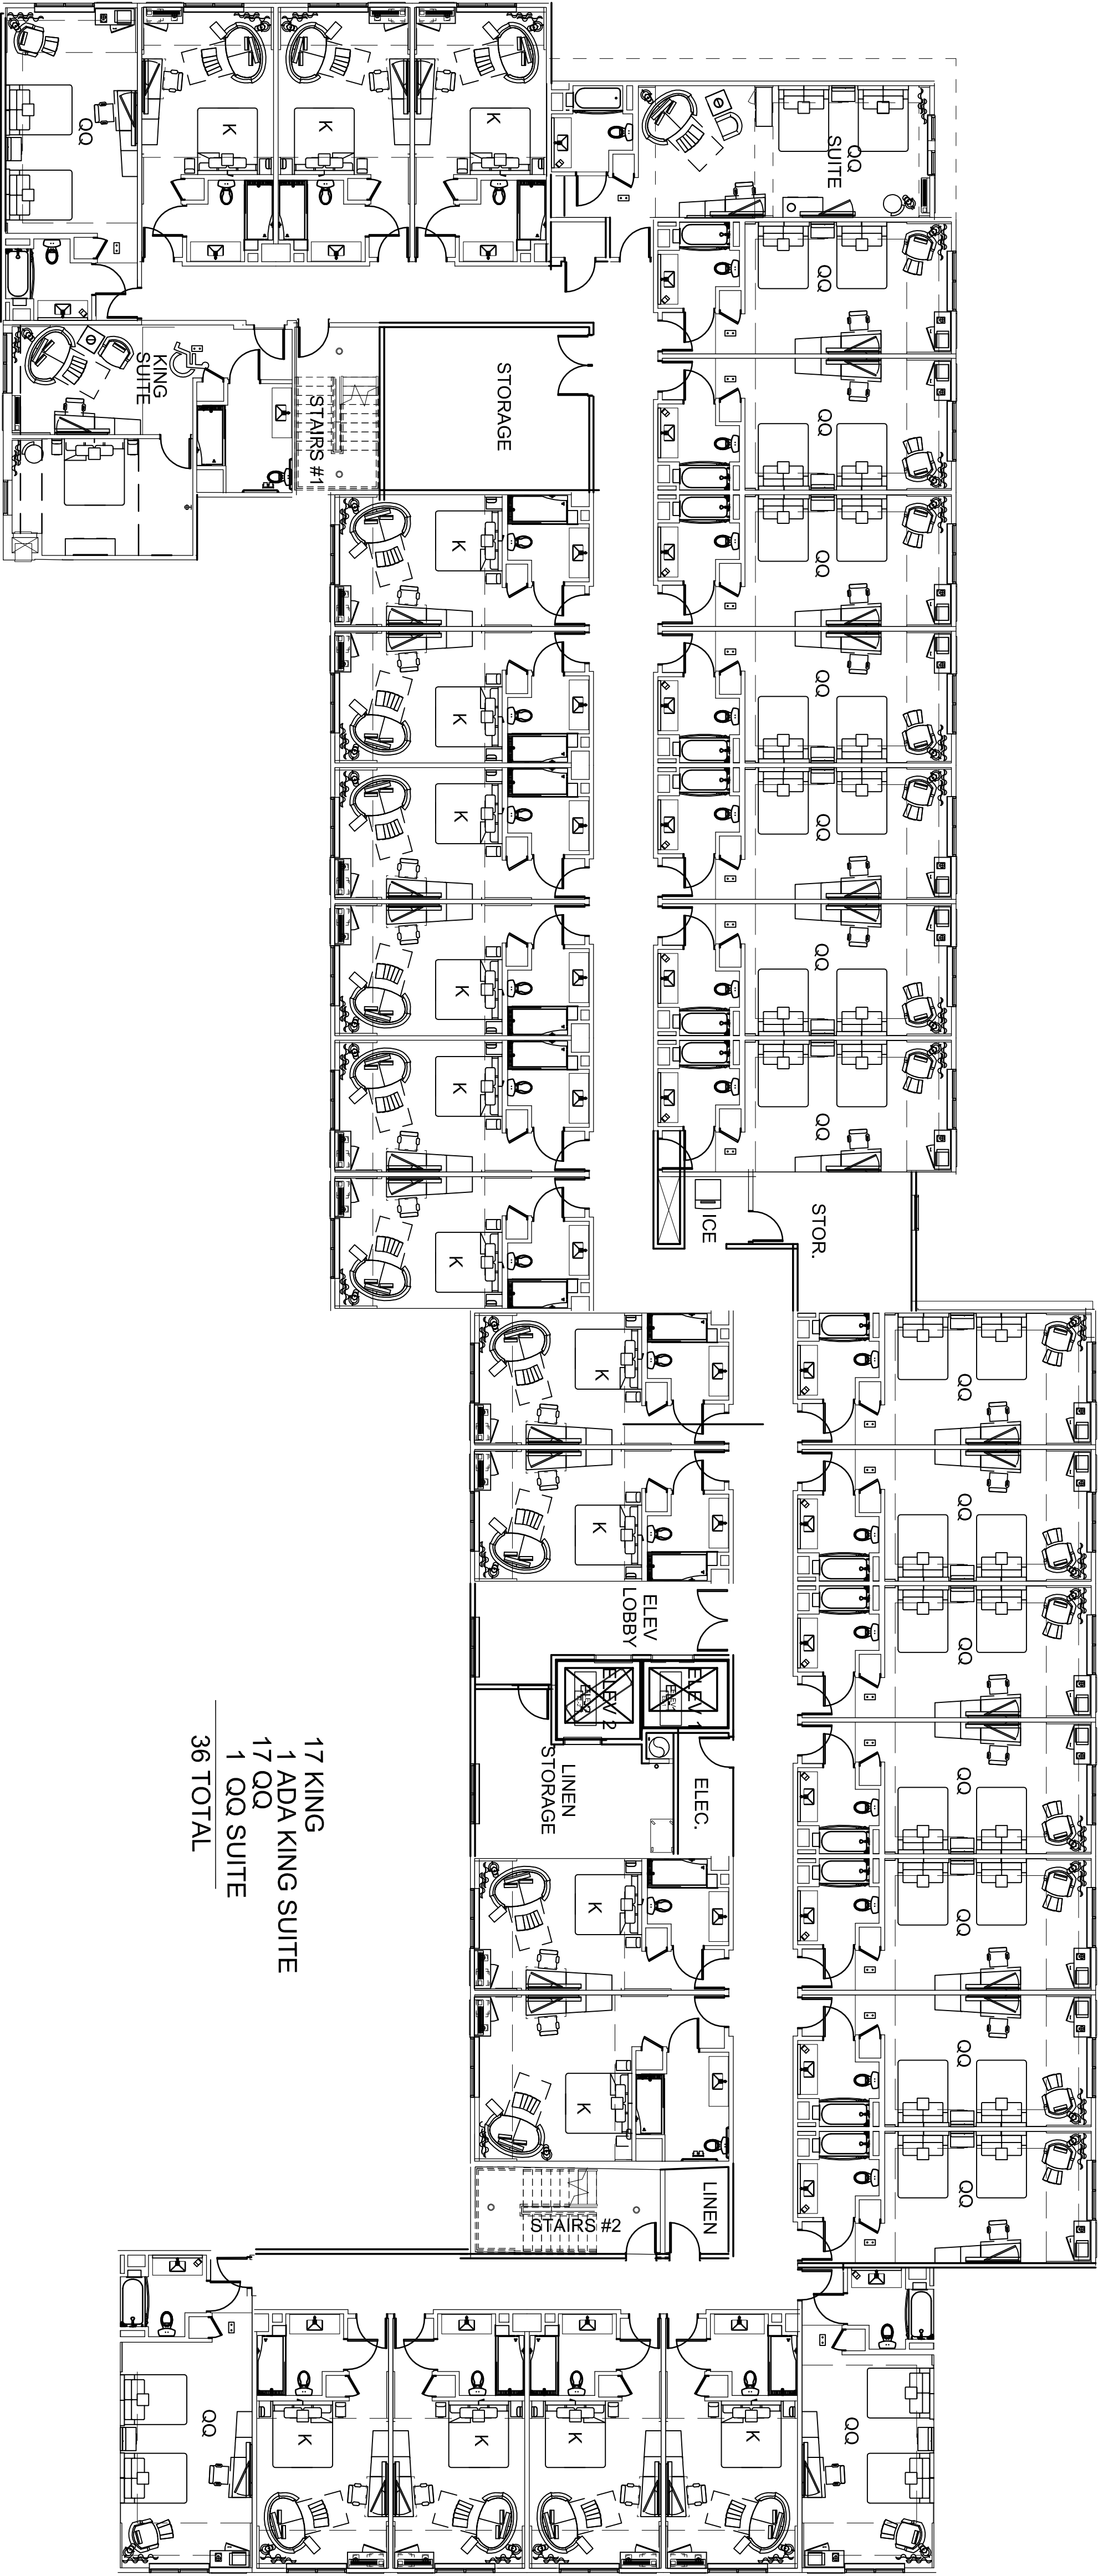 QQ
K
K
K
QQ
SUITE
QQ
KING
SUITE
STAIRS #1
STORAGE
QQ
K
QQ
K
QQ
K
QQ
K
QQ
K
QQ
K
ICE
STOR.
K
QQ
K
QQ
ELEV
LOBBY
QQ
ELEV 1
ELEV 2
LINEN
STORAGE
ELEC.
QQ
K
QQ
K
QQ
LINEN
STAIRS #2
QQ
17 KING
1 ADA KING SUITE
17 QQ
1 QQ SUITE
36 TOTAL
QQ
K
K
K
K
QQ